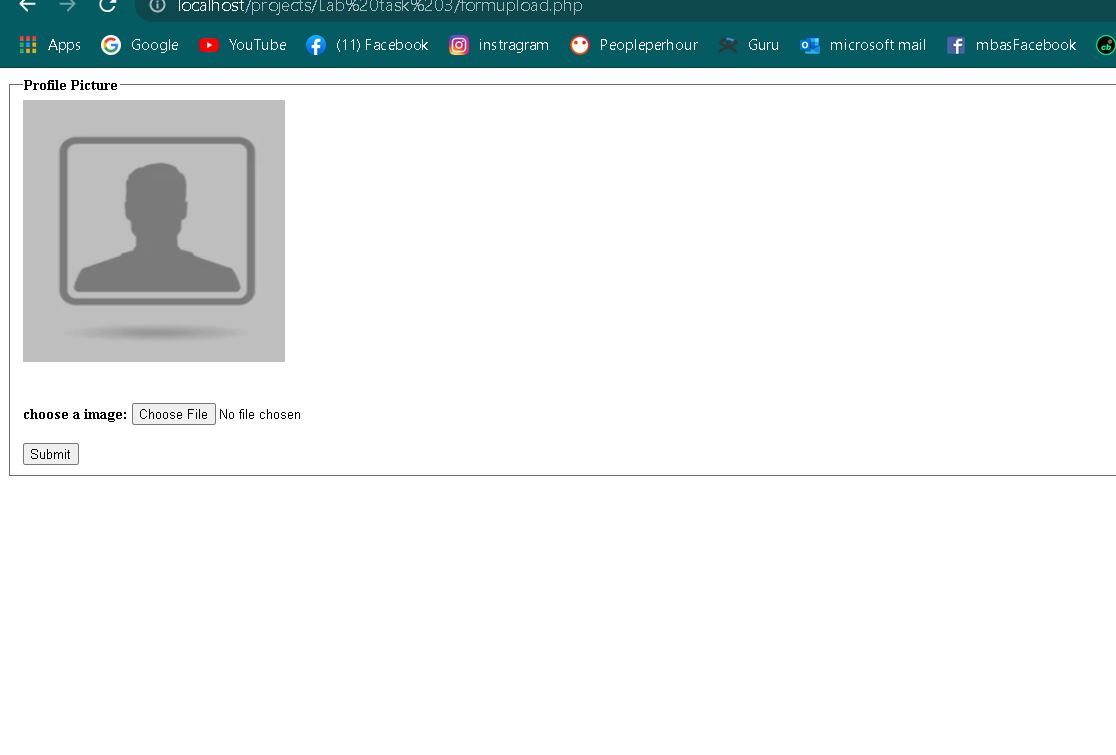 localhost/projects/Lab%20task%203/formupload.php
Apps Google YouTube (11) Facebook instragram Peopleperhour Guru microsoft mail mbasFacebook cb
Profile Picture
choose a image: Choose File No file chosen
Submit